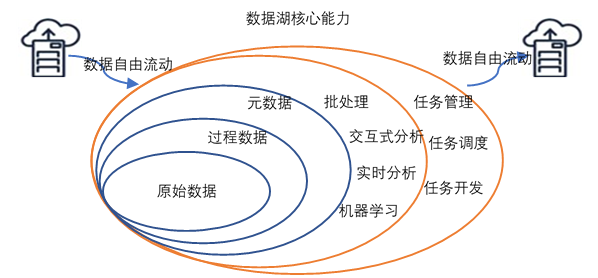 数据湖核心能力
数据自由流动
数据自由流动
元数据
批处理
任务管理
过程数据
交互式分析
任务调度
原始数据
实时分析
任务开发
机器学习